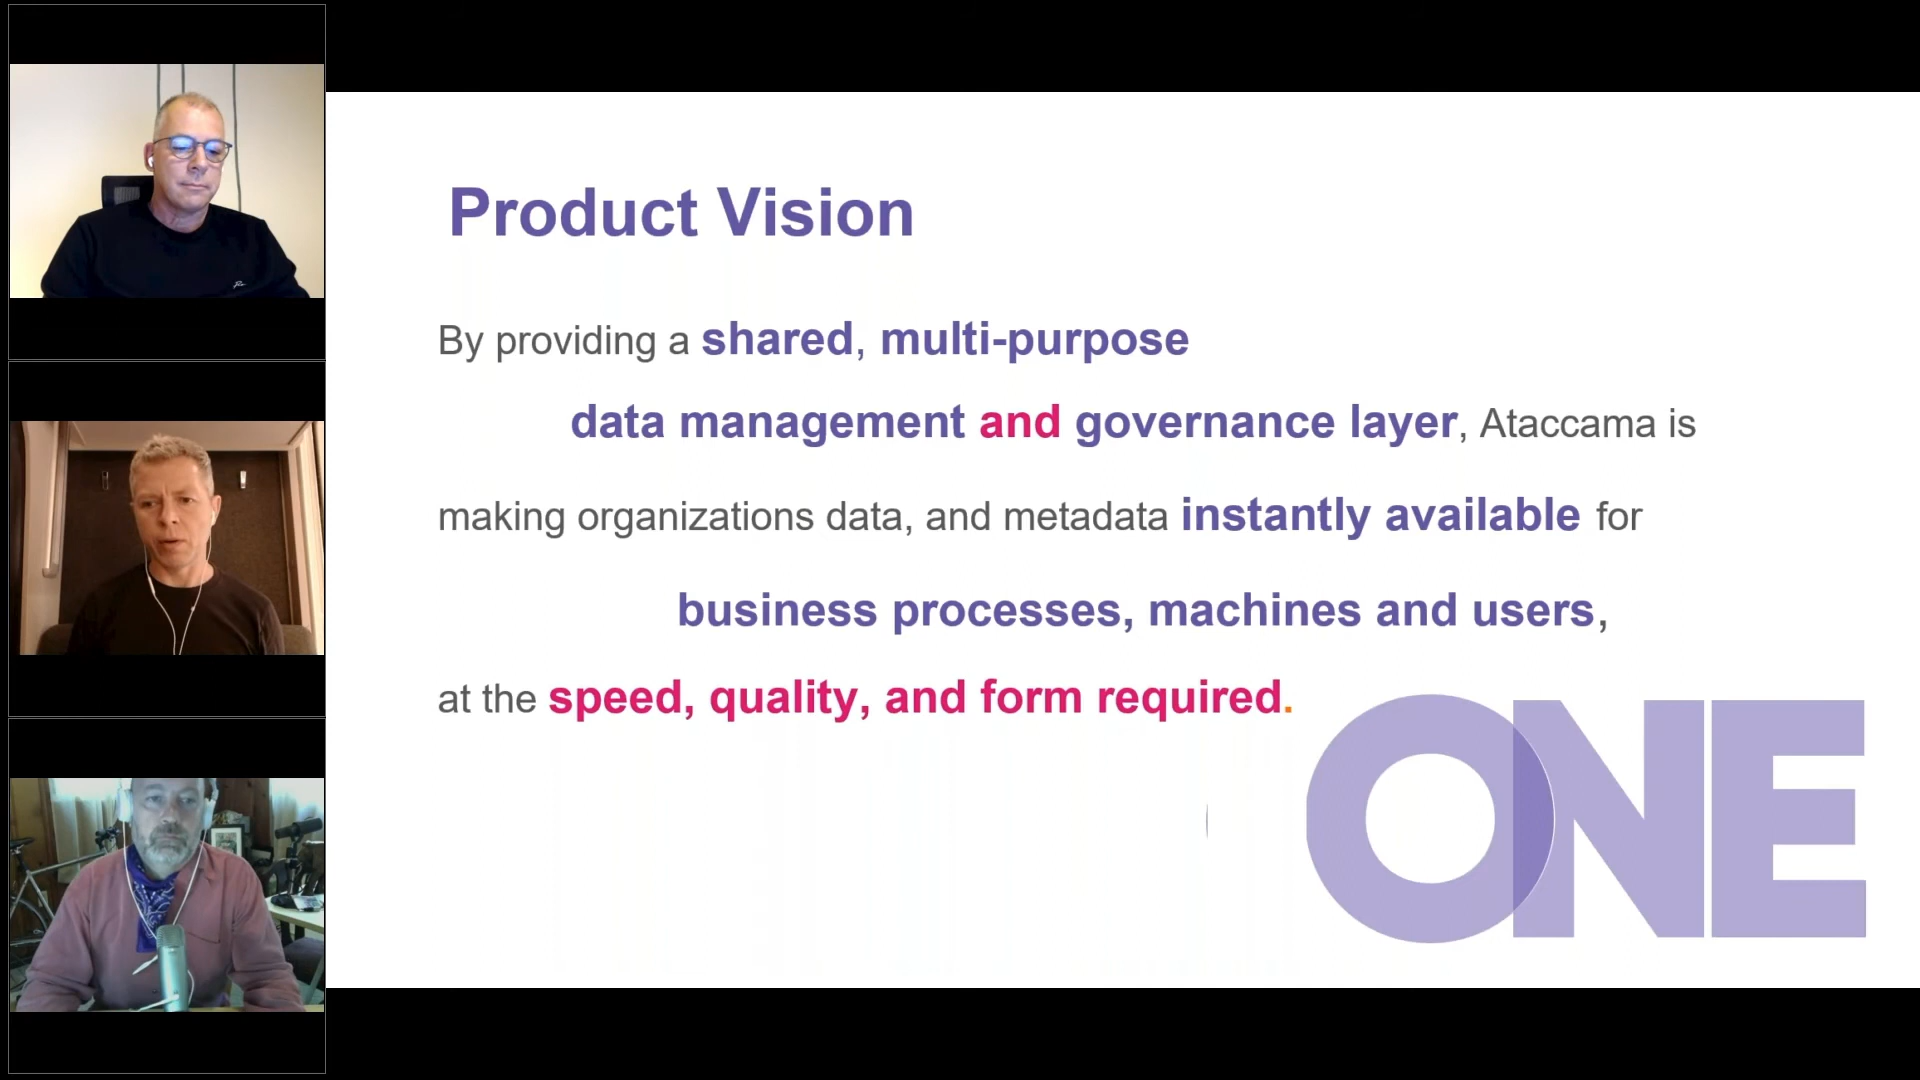 Product Vision
By providing a shared, multi-purpose
data management and governance layer, Ataccama is
making organizations data, and metadata instantly available for
business processes, machines and users,
at the speed, quality, and form required.
ONE